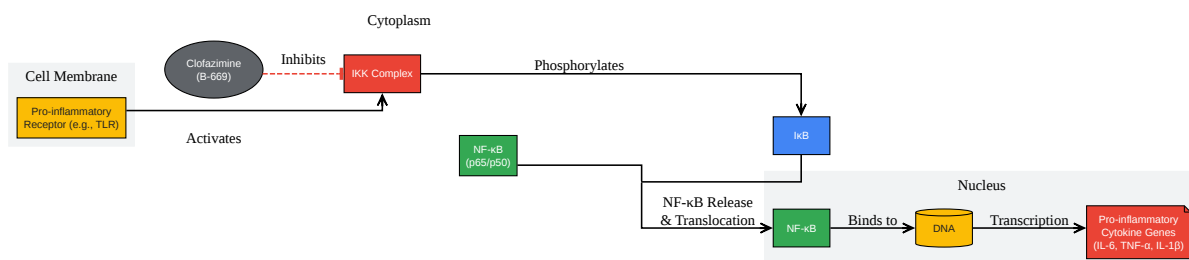 Cytoplasm
Cell Membrane
Pro-inflammatory
Receptor (e.g., TLR)
Activates
Clofazimine
(B-669)
Inhibits
IKK Complex
Phosphorylates
IκB
NF-κB
(p65/p50)
NF-κB Release
& Translocation
Nucleus
NF-κB
Binds to
DNA
Transcription
Pro-inflammatory
Cytokine Genes
(IL-6, TNF-α, IL-1β)